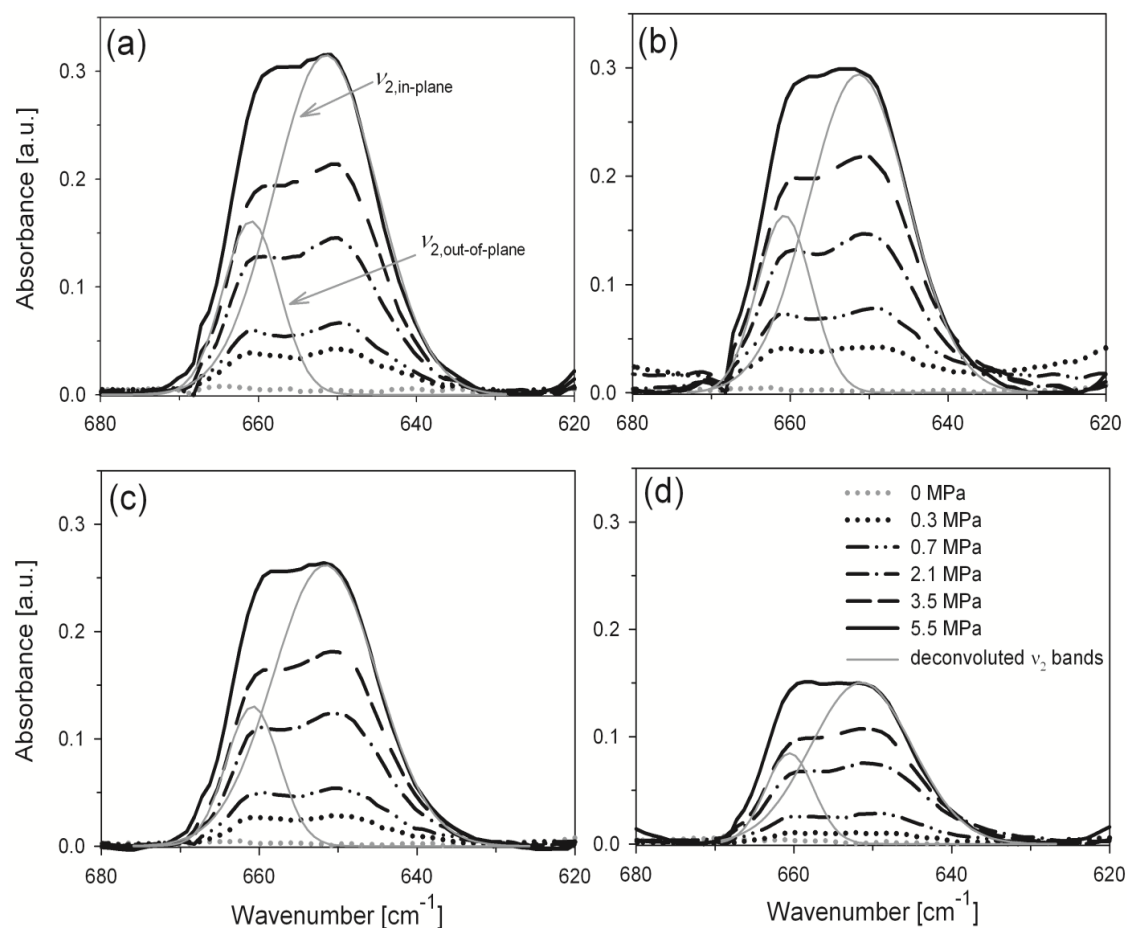 (a)
0.3
0.2
0.1
0.0
Absorbance [a.u.]
ν2,in-plane
ν2,out-of-plane
680 660 640 620
(b)
0.3
0.2
0.1
0.0
Absorbance [a.u.]
680 660 640 620
(c)
0.3
0.2
0.1
0.0
Absorbance [a.u.]
680 660 640 620
Wavenumber [cm-1]
(d)
0.3
0.2
0.1
0.0
Absorbance [a.u.]
0 MPa
0.3 MPa
0.7 MPa
2.1 MPa
3.5 MPa
5.5 MPa
deconvoluted ν2 bands
680 660 640 620
Wavenumber [cm-1]